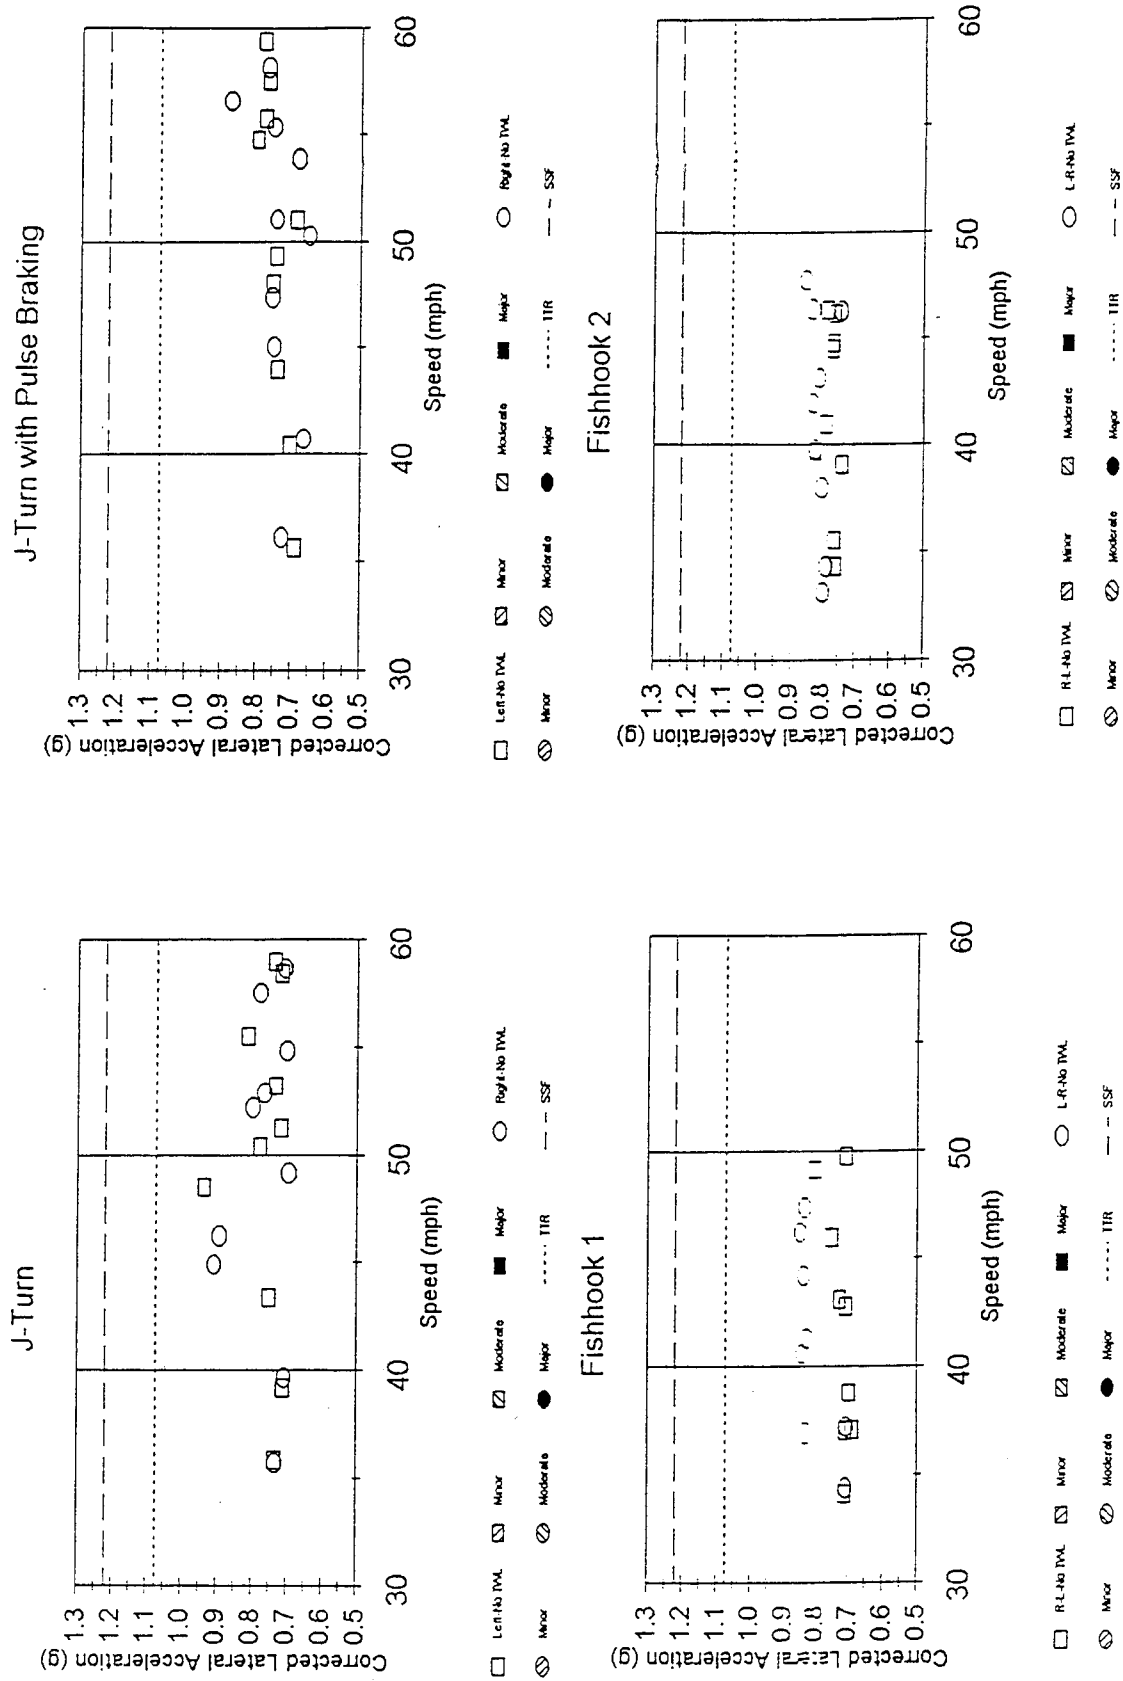 J-Turn
Corrected Lateral Acceleration (g)
1.3
1.2
1.1
1.0
0.9
0.8
0.7
0.6
0.5
30
40
50
60
Speed (mph)
Left-No TWL
Minor
Moderate
Major
Right-No TWL
Minor
Moderate
Major
TTR
SSF
J-Turn with Pulse Braking
Corrected Lateral Acceleration (g)
1.3
1.2
1.1
1.0
0.9
0.8
0.7
0.6
0.5
30
40
50
60
Speed (mph)
Left-No TWL
Minor
Moderate
Major
Right-No TWL
Minor
Moderate
Major
TTR
SSF
Fishhook 1
Corrected Lateral Acceleration (g)
1.3
1.2
1.1
1.0
0.9
0.8
0.7
0.6
0.5
30
40
50
60
Speed (mph)
R-L-No TWL
Minor
Moderate
Major
L-R-No TWL
Minor
Moderate
Major
TTR
SSF
Fishhook 2
Corrected Lateral Acceleration (g)
1.3
1.2
1.1
1.0
0.9
0.8
0.7
0.6
0.5
30
40
50
60
Speed (mph)
R-L-No TWL
Minor
Moderate
Major
L-R-No TWL
Minor
Moderate
Major
TTR
SSF